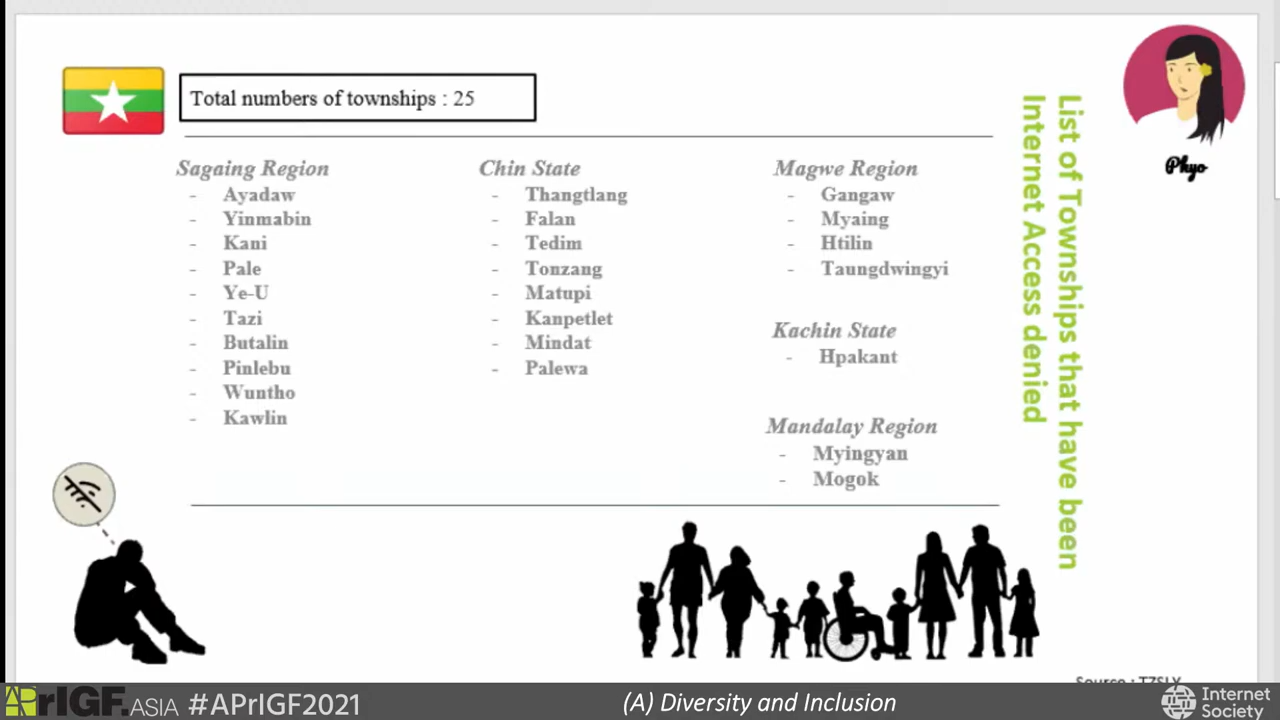 Total numbers of townships : 25
Sagaing Region
- Ayadaw
- Yinmabin
- Kani
- Pale
- Ye-U
- Tazi
- Butalin
- Pinlebu
- Wuntho
- Kawlin
Chin State
- Thangtlang
- Falan
- Tedim
- Tonzang
- Matupi
- Kanpetlet
- Mindat
- Palewa
Magwe Region
- Gangaw
- Myaing
- Htilin
- Taungdwingyi
Kachin State
- Hpakant
Mandalay Region
- Myingyan
- Mogok
List of Townships that have been
Internet Access denied
Phyo
APrIGF.ASIA #APrIGF2021
(A) Diversity and Inclusion
Internet
Society